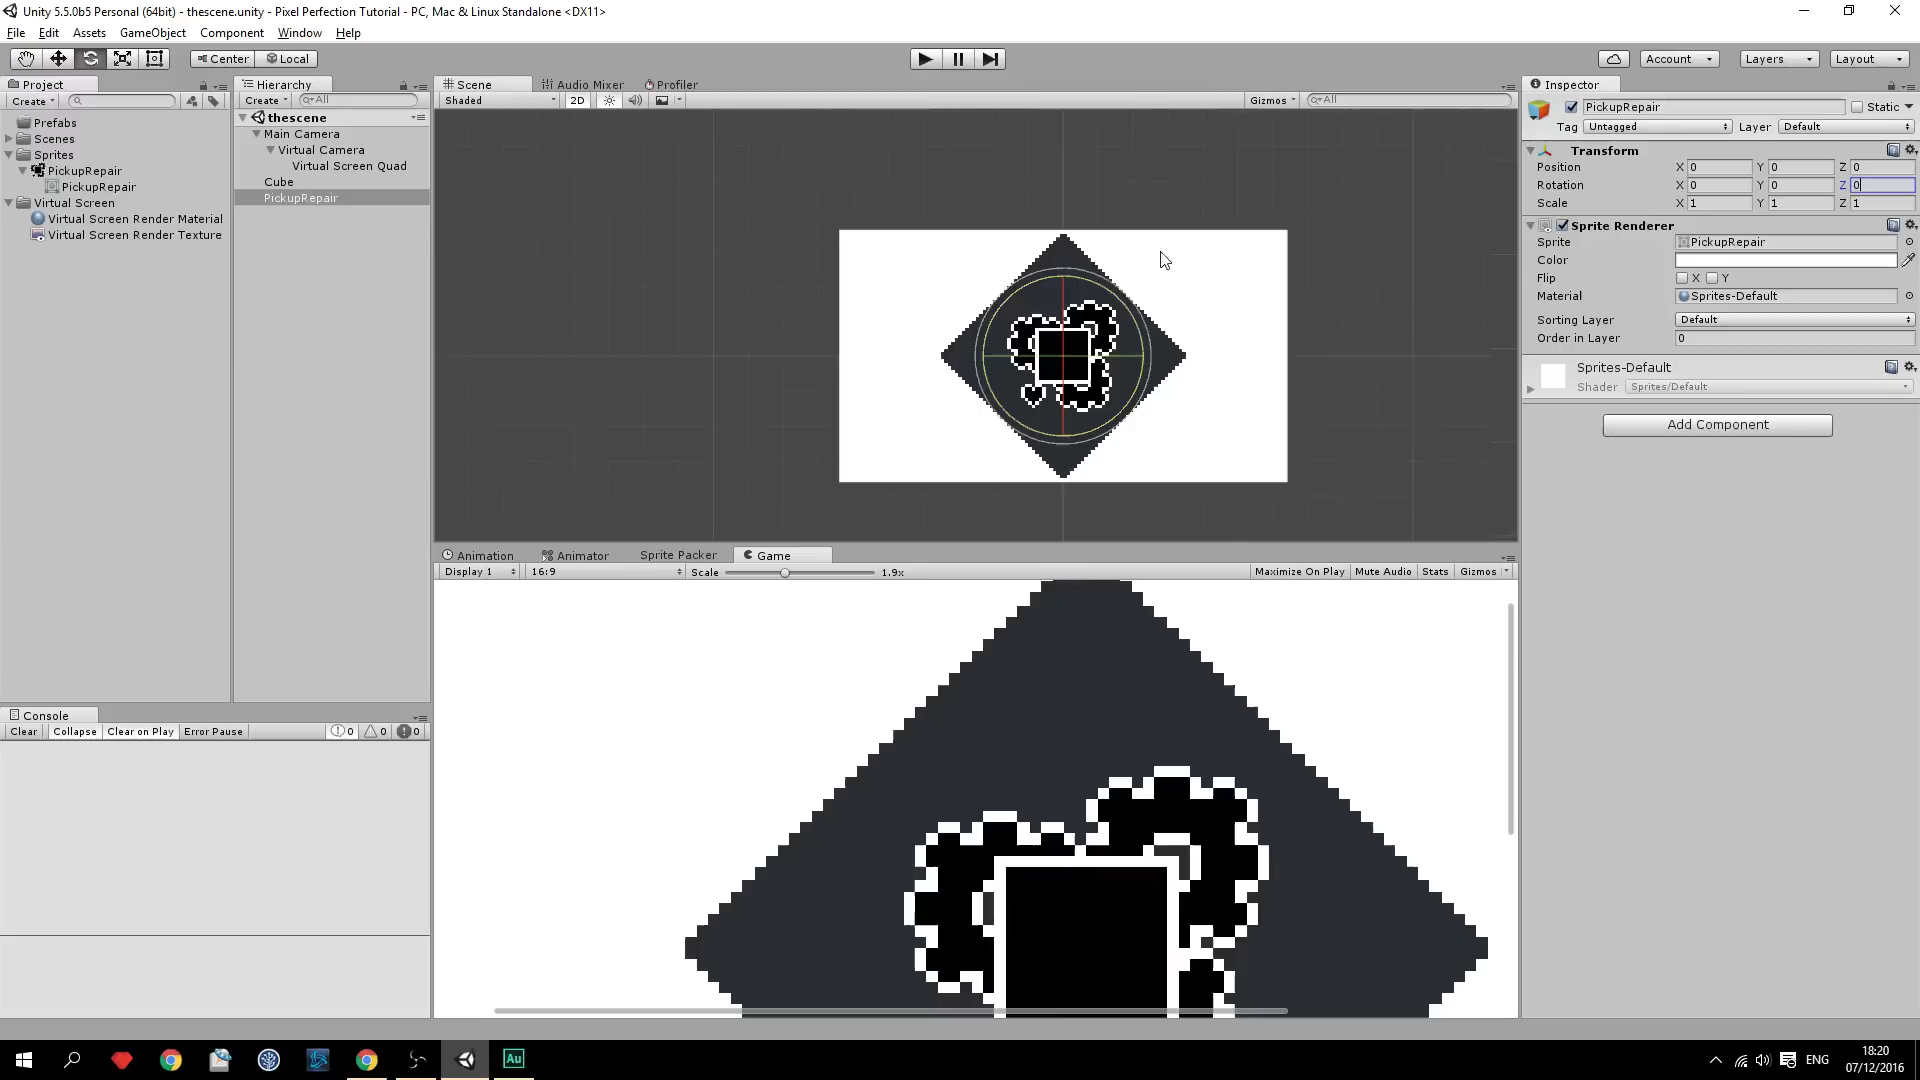 Unity 5.5.0b5 Personal (64bit) - thescene.unity - Pixel Perfection Tutorial - PC, Mac & Linux Standalone <DX11>
File Edit Assets GameObject Component Window Help
Center Local Account Layers Layout
Project Hierarchy Scene Audio Mixer Profiler Inspector
Create Create All Shaded 2D Gizmos All
PickupRepair Static
Tag Untagged Layer Default
Prefabs
Scenes
Sprites
PickupRepair
PickupRepair
Virtual Screen
Virtual Screen Render Material
Virtual Screen Render Texture
thescene
Main Camera
Virtual Camera
Virtual Screen Quad
Cube
PickupRepair
Transform
Position X 0 Y 0 Z 0
Rotation X 0 Y 0 Z 0
Scale X 1 Y 1 Z 1
Sprite Renderer
Sprite PickupRepair
Color
Flip X Y
Material Sprites-Default
Sorting Layer Default
Order in Layer 0
Sprites-Default
Shader Sprites/Default
Add Component
Animation Animator Sprite Packer Game
Display 1 16:9 Scale 1.9x Maximize On Play Mute Audio Stats Gizmos
Console
Clear Collapse Clear on Play Error Pause 0 0 0
Au
ENG
18:20
07/12/2016